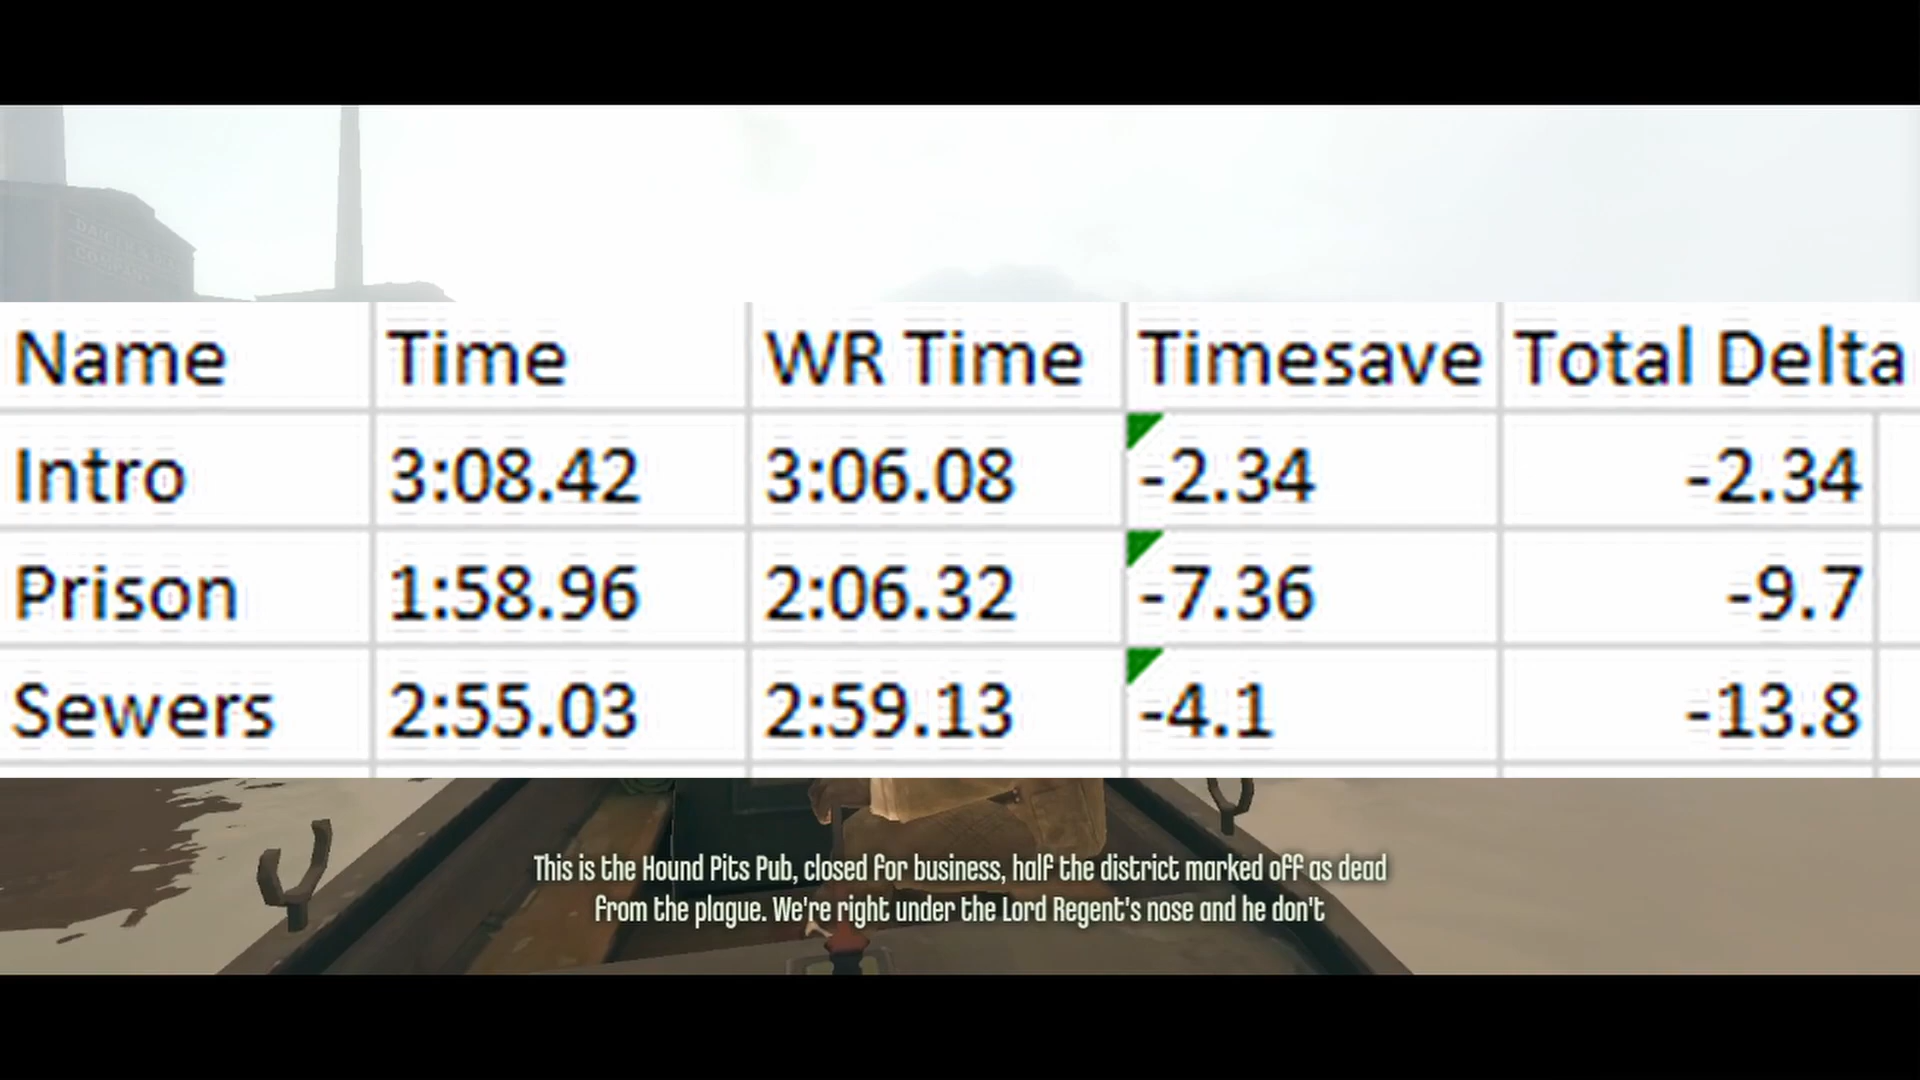 Name Time WR Time Timesave Total Delta
Intro 3:08.42 3:06.08 -2.34 -2.34
Prison 1:58.96 2:06.32 -7.36 -9.7
Sewers 2:55.03 2:59.13 -4.1 -13.8
This is the Hound Pits Pub, closed for business, half the district marked off as dead
from the plague. We're right under the Lord Regent's nose and he don't